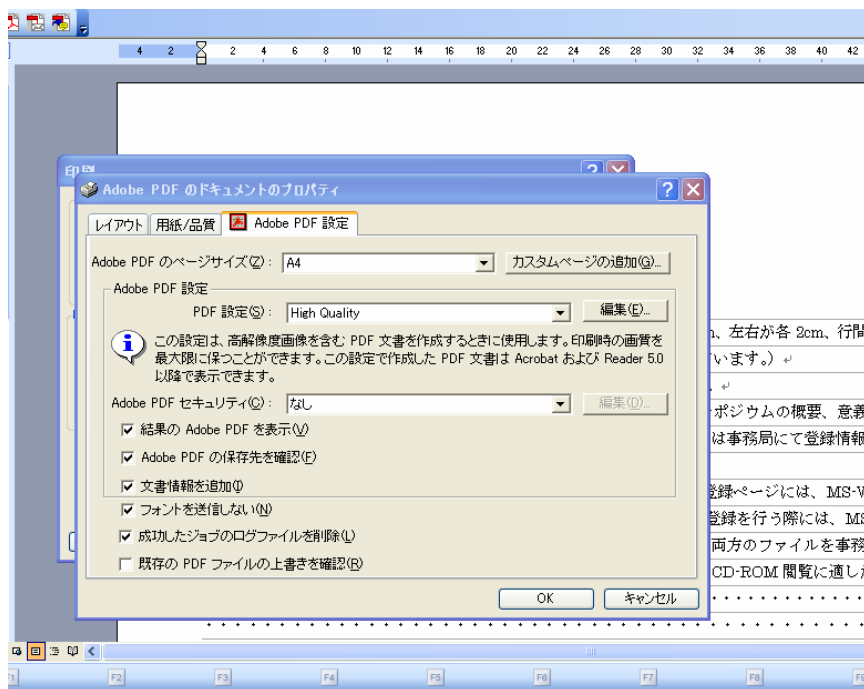 4 2 2 4 6 8 10 12 14 16 18 20 22 24 26 28 30 32 34 36 38 40 42
印刷
Adobe PDF のドキュメントのプロパティ
レイアウト 用紙/品質 Adobe PDF 設定
Adobe PDF のページサイズ(Z): A4 カスタムページの追加(G)...
Adobe PDF 設定
PDF 設定(S): High Quality 編集(E)...
この設定は、高解像度画像を含む PDF 文書を作成するときに使用します。印刷時の画質を
最大限に保つことができます。この設定で作成した PDF 文書は Acrobat および Reader 5.0
以降で表示できます。
Adobe PDF セキュリティ(C): なし 編集(D)...
結果の Adobe PDF を表示(V)
Adobe PDF の保存先を確認(F)
文書情報を追加(I)
フォントを送信しない(N)
成功したジョブのログファイルを削除(L)
既存の PDF ファイルの上書きを確認(R)
OK キャンセル
、左右が各 2cm、行間
います。)
ポジウムの概要、意義
は事務局にて登録情報
登録ページには、MS-W
登録を行う際には、MS
両方のファイルを事務
CD-ROM 閲覧に適した
F1 F2 F3 F4 F5 F6 F7 F8